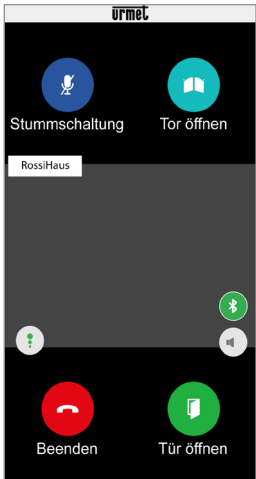 urmet
Stummschaltung
Tor öffnen
RossiHaus
Beenden
Tür öffnen